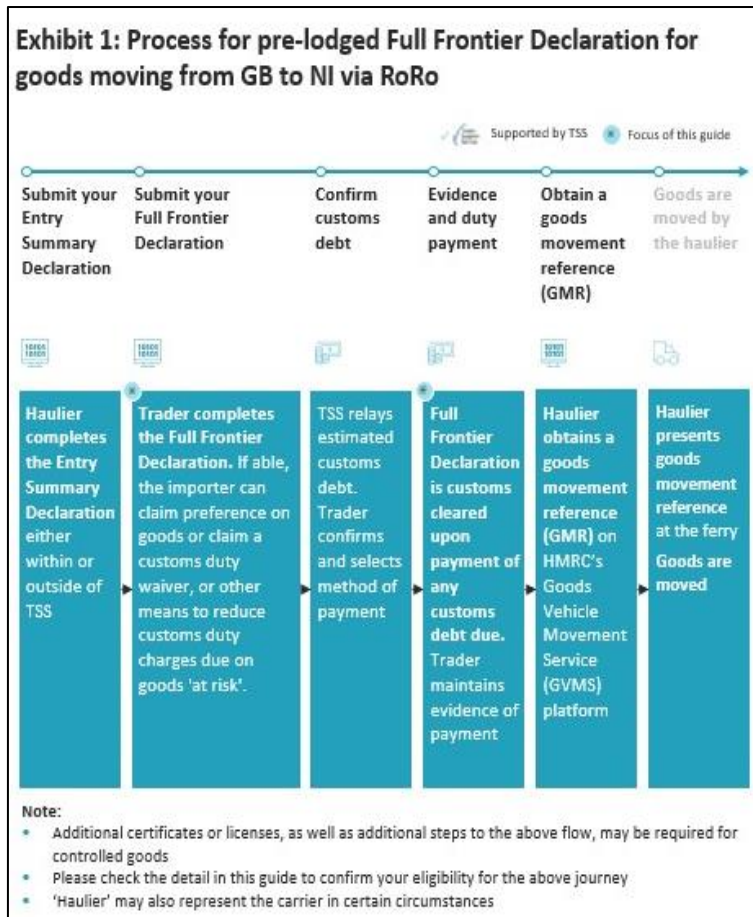 Exhibit 1: Process for pre-lodged Full Frontier Declaration for
goods moving from GB to NI via RoRo
Supported by TSS
Focus of this guide
Submit your
Entry
Summary
Declaration
Submit your
Full Frontier
Declaration
Confirm
customs
debt
Evidence
and duty
payment
Obtain a
goods
movement
reference
(GMR)
Goods are
moved by
the haulier
Haulier
completes
the Entry
Summary
Declaration
either
within or
outside of
TSS
Trader completes
the Full Frontier
Declaration. If able,
the importer can
claim preference on
goods or claim a
customs duty
waiver, or other
means to reduce
customs duty
charges due on
goods 'at risk'.
TSS relays
estimated
customs
debt.
Trader
confirms
and selects
method of
payment
Full
Frontier
Declaration
is customs
cleared
upon
payment of
any
customs
debt due.
Trader
maintains
evidence of
payment
Haulier
obtains a
goods
movement
reference
(GMR) on
HMRC's
Goods
Vehicle
Movement
Service
(GVMS)
platform
Haulier
presents
goods
movement
reference
at the ferry
Goods are
moved
Note:
• Additional certificates or licenses, as well as additional steps to the above flow, may be required for
controlled goods
• Please check the detail in this guide to confirm your eligibility for the above journey
• 'Haulier' may also represent the carrier in certain circumstances